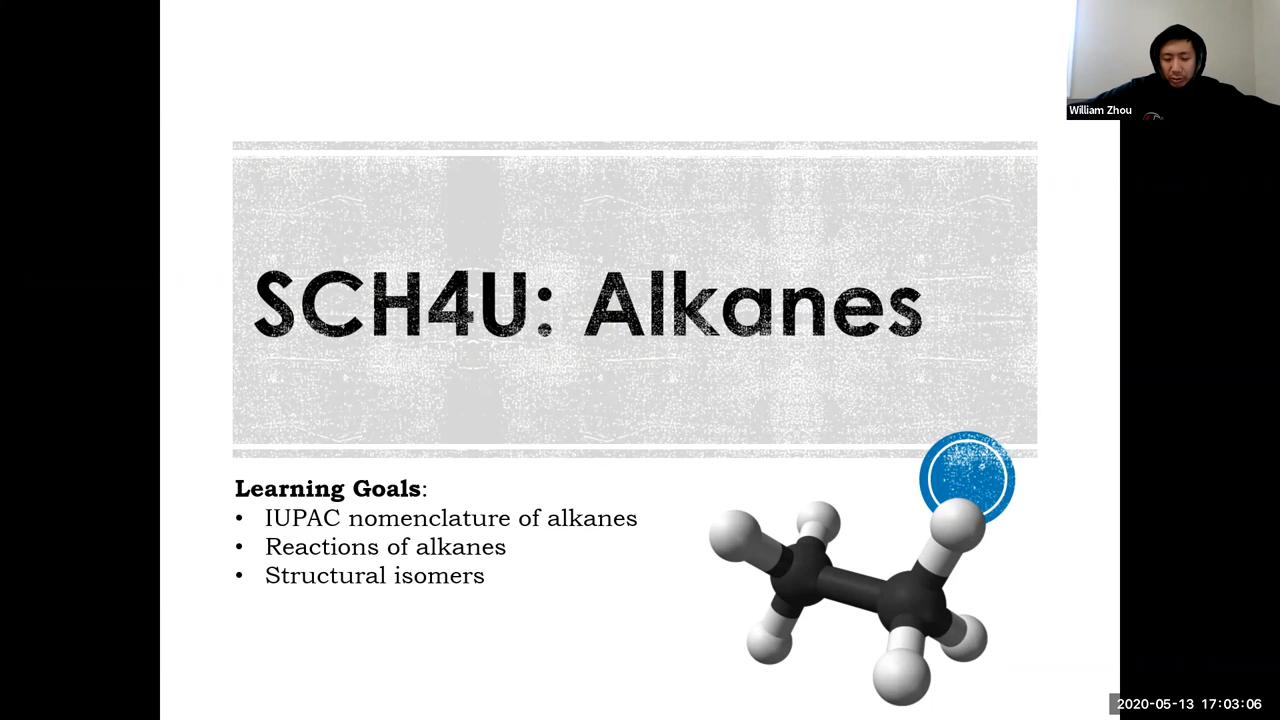 William Zhou
SCH4U: Alkanes
Learning Goals:
• IUPAC nomenclature of alkanes
• Reactions of alkanes
• Structural isomers
2020-05-13 17:03:06